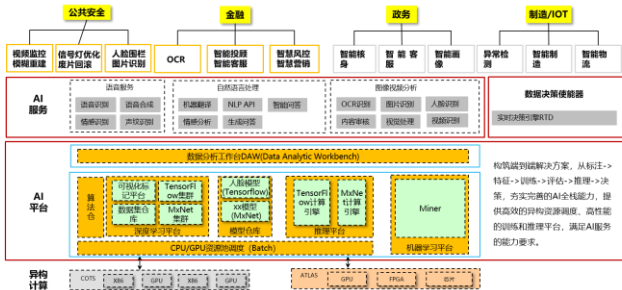 公共安全
金融
政务
制造/IOT
视频监控
模糊重建
信号灯优化
废片回滚
人脸围栏
图片识别
OCR
智能投顾
智能客服
智慧风控
智慧营销
智能核
身
智能客
服
智能画
像
异常检
测
智能制
造
智能物
流
AI
服务
语音服务
语音识别
语音合成
情感识别
声纹识别
自然语言处理
机器翻译
NLP API
智能问答
情感分析
生成问答
图像视频分析
OCR识别
图片识别
人脸识别
内容审核
视觉处理
视频识别
数据决策使能器
实时决策引擎RTD
AI
平台
数据分析工作台DAW(Data Analytic Workbench)
算
法
仓
可视化标
记平台
TensorFl
ow集群
数据集仓
库
MxNet
集群
深度学习平台
人脸模型
(Tensorflow)
xx模型
(MxNet)
模型仓库
TensorFl
ow计算
引擎
MxNe
t计算引
擎
推理平台
Miner
机器学习平台
CPU/GPU资源池调度（Batch）
构筑端到端解决方案，从标注->
特征->训练->评估->推理->决
策，夯实完善的AI全栈能力，提
供高效的异构资源调度、高性能
的训练和推理平台，满足AI服务
的能力要求。
异构
计算
COTS
X86
GPU
X86
GPU
ATLAS
GPU
FPGA